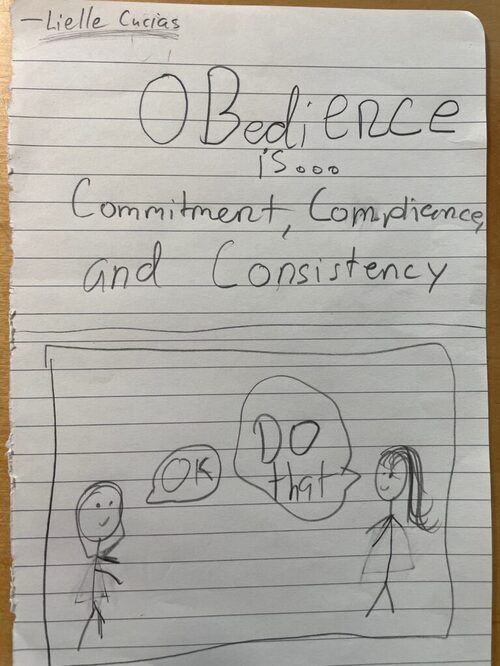 —Lielle Cucias
OBedience
is...
Commitment, Compliance,
and Consistency
OK
DO
that